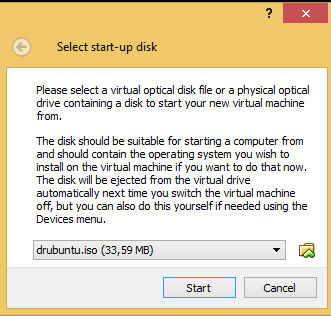 ?
Select start-up disk
Please select a virtual optical disk file or a physical optical
drive containing a disk to start your new virtual machine
from.
The disk should be suitable for starting a computer from
and should contain the operating system you wish to
install on the virtual machine if you want to do that now.
The disk will be ejected from the virtual drive
automatically next time you switch the virtual machine
off, but you can also do this yourself if needed using the
Devices menu.
drubuntu.iso (33,59 MB)
Start
Cancel